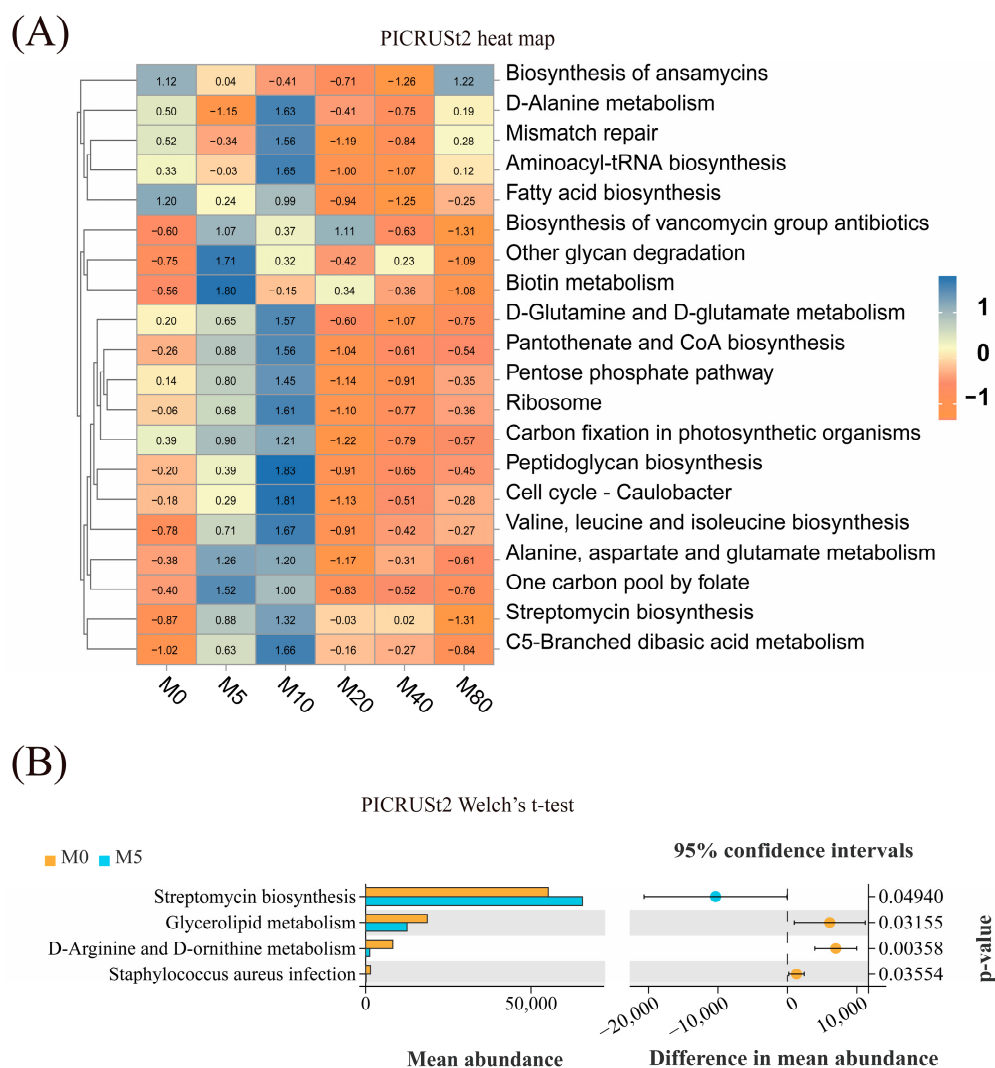 (A)
PICRUSt2 heat map
1.12 0.04 −0.41 −0.71 −1.26 1.22 Biosynthesis of ansamycins
0.50 −1.15 1.63 −0.41 −0.75 0.19 D-Alanine metabolism
0.52 −0.34 1.56 −1.19 −0.84 0.28 Mismatch repair
0.33 −0.03 1.65 −1.00 −1.07 0.12 Aminoacyl-tRNA biosynthesis
1.20 0.24 0.99 −0.94 −1.25 −0.25 Fatty acid biosynthesis
−0.60 1.07 0.37 1.11 −0.63 −1.31 Biosynthesis of vancomycin group antibiotics
−0.75 1.71 0.32 −0.42 0.23 −1.09 Other glycan degradation
−0.56 1.80 −0.15 0.34 −0.36 −1.08 Biotin metabolism
0.20 0.65 1.57 −0.60 −1.07 −0.75 D-Glutamine and D-glutamate metabolism
−0.26 0.88 1.56 −1.04 −0.61 −0.54 Pantothenate and CoA biosynthesis
0.14 0.80 1.45 −1.14 −0.91 −0.35 Pentose phosphate pathway
−0.06 0.68 1.61 −1.10 −0.77 −0.36 Ribosome
0.39 0.98 1.21 −1.22 −0.79 −0.57 Carbon fixation in photosynthetic organisms
−0.20 0.39 1.83 −0.91 −0.65 −0.45 Peptidoglycan biosynthesis
−0.18 0.29 1.81 −1.13 −0.51 −0.28 Cell cycle - Caulobacter
−0.78 0.71 1.67 −0.91 −0.42 −0.27 Valine, leucine and isoleucine biosynthesis
−0.38 1.26 1.20 −1.17 −0.31 −0.61 Alanine, aspartate and glutamate metabolism
−0.40 1.52 1.00 −0.83 −0.52 −0.76 One carbon pool by folate
−0.87 0.88 1.32 −0.03 0.02 −1.31 Streptomycin biosynthesis
−1.02 0.63 1.66 −0.16 −0.27 −0.84 C5-Branched dibasic acid metabolism
M0 M5 M10 M20 M40 M80
1
0
−1
(B)
PICRUSt2 Welch's t-test
M0 M5
95% confidence intervals
Streptomycin biosynthesis 0.04940
Glycerolipid metabolism 0.03155
D-Arginine and D-ornithine metabolism 0.00358
Staphylococcus aureus infection 0.03554
p-value
0 50,000 −20,000 −10,000 0 10,000
Mean abundance Difference in mean abundance